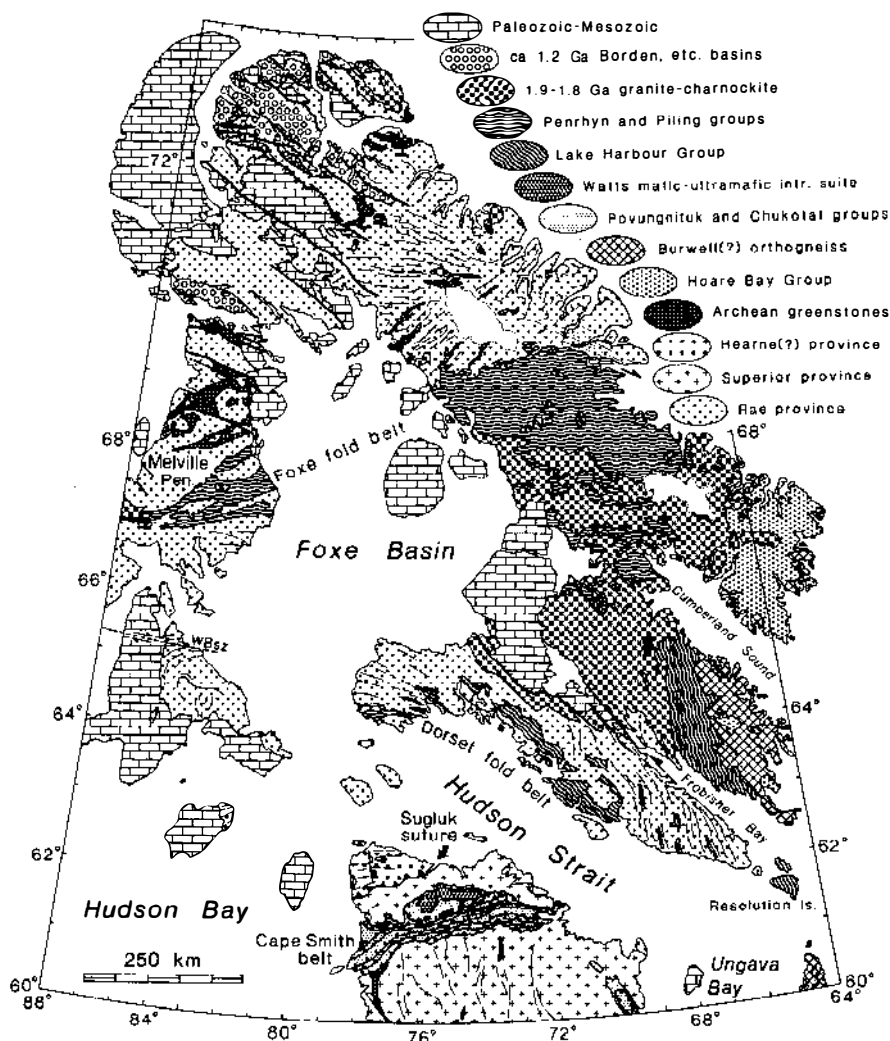 Paleozoic-Mesozoic
ca 1.2 Ga Borden, etc. basins
1.9-1.8 Ga granite-charnockite
Penrhyn and Piling groups
Lake Harbour Group
Watts mafic-ultramafic intr. suite
Povungnituk and Chukotat groups
Burwell(?) orthogneiss
Hoare Bay Group
Archean greenstones
Hearne(?) province
Superior province
Rae province
72°
68°
68°
Melville
Pen.
Foxe fold belt
Foxe Basin
66°
Cumberland Sound
WBSZ
64°
64°
Dorset fold belt
Frobisher Bay
Hudson Strait
Sugluk
suture
62°
62°
Resolution Is.
Hudson Bay
Cape Smith
belt
250 km
Ungava
Bay
60°
88°
84°
80°
76°
72°
68°
60°
64°